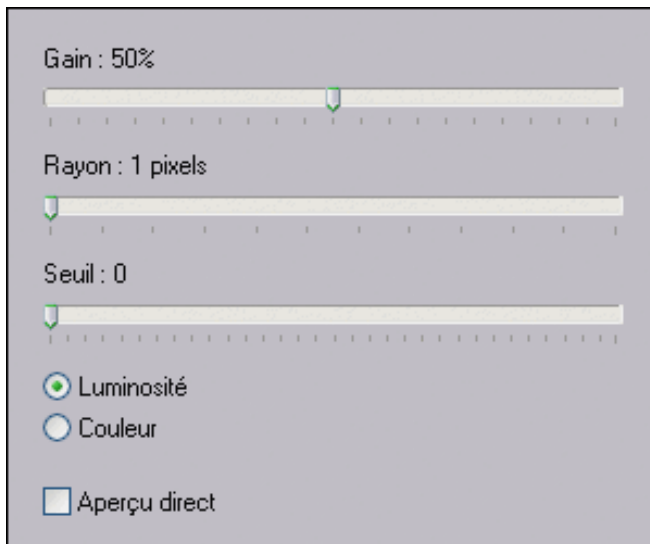 Gain : 50%
Rayon : 1 pixels
Seuil : 0
Luminosité
Couleur
Aperçu direct